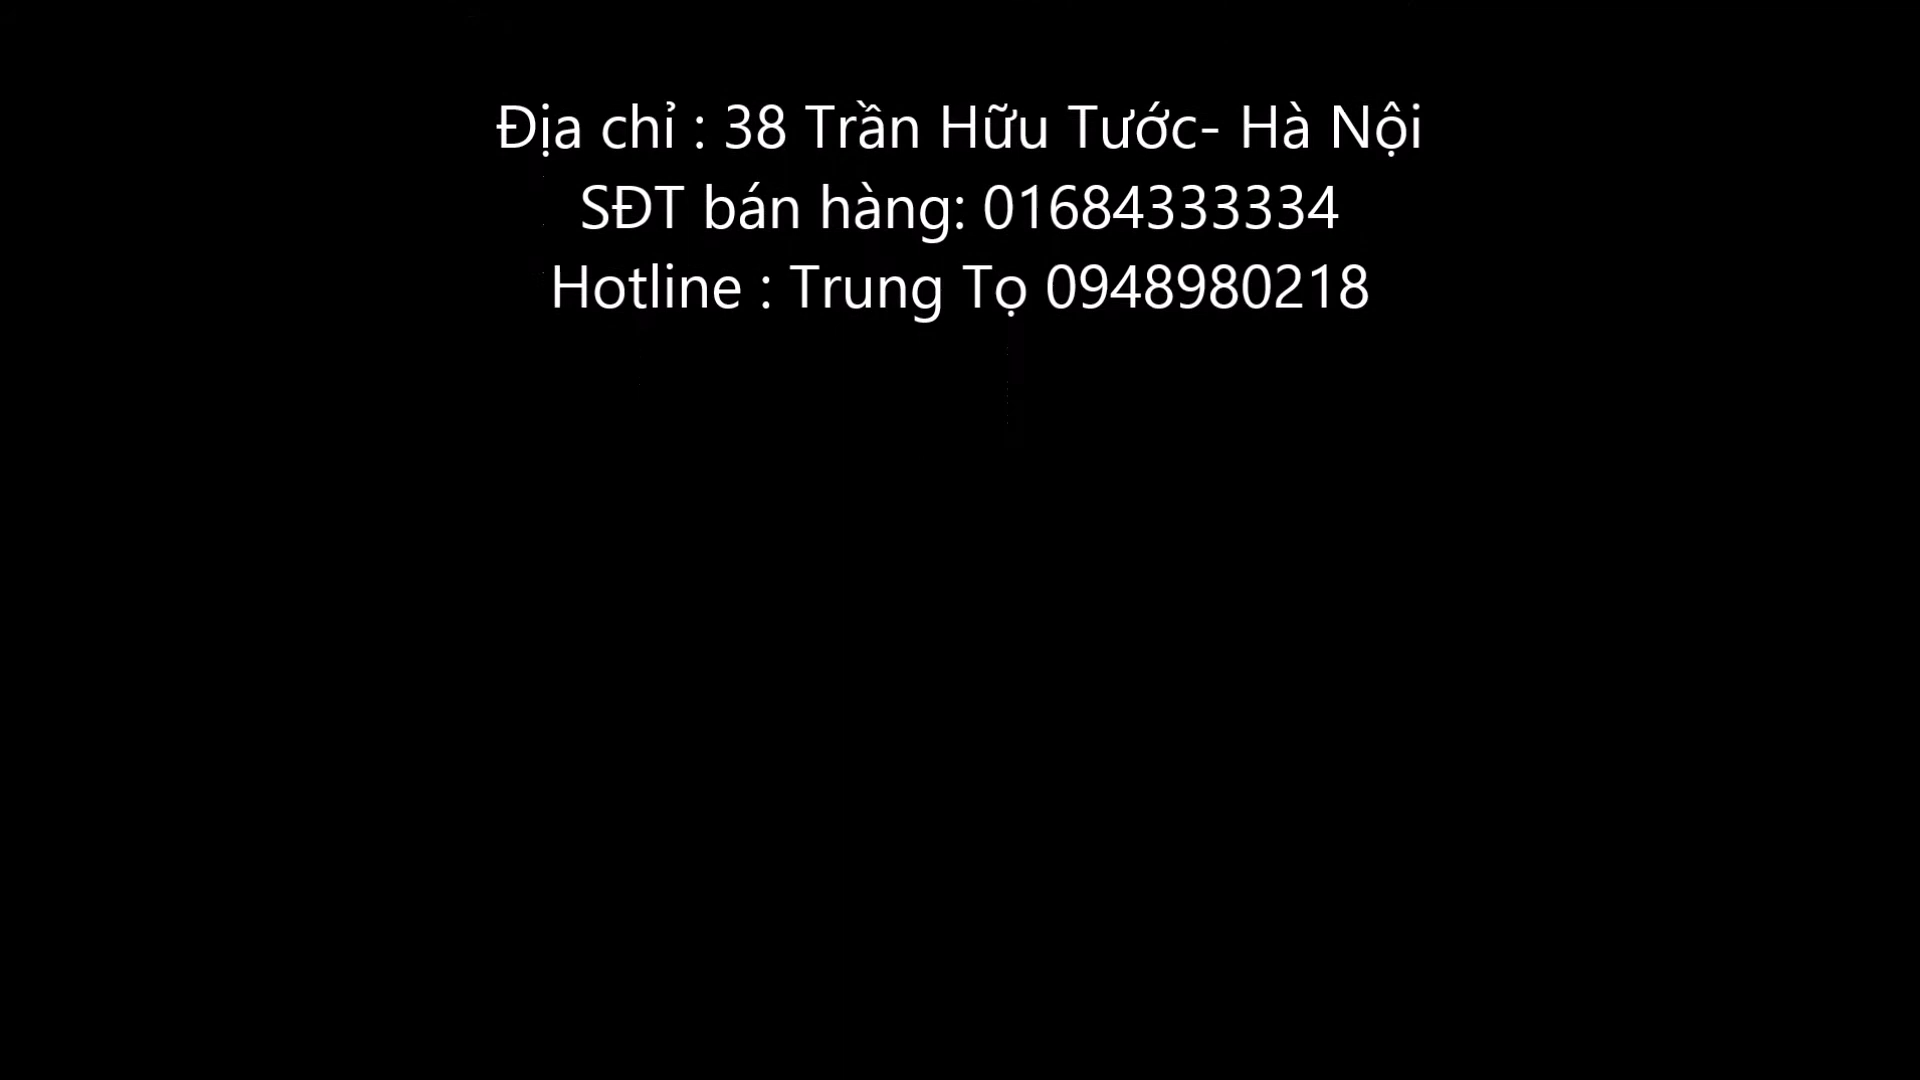 Địa chỉ : 38 Trần Hữu Tước- Hà Nội
SĐT bán hàng: 01684333334
Hotline : Trung Tọ 0948980218